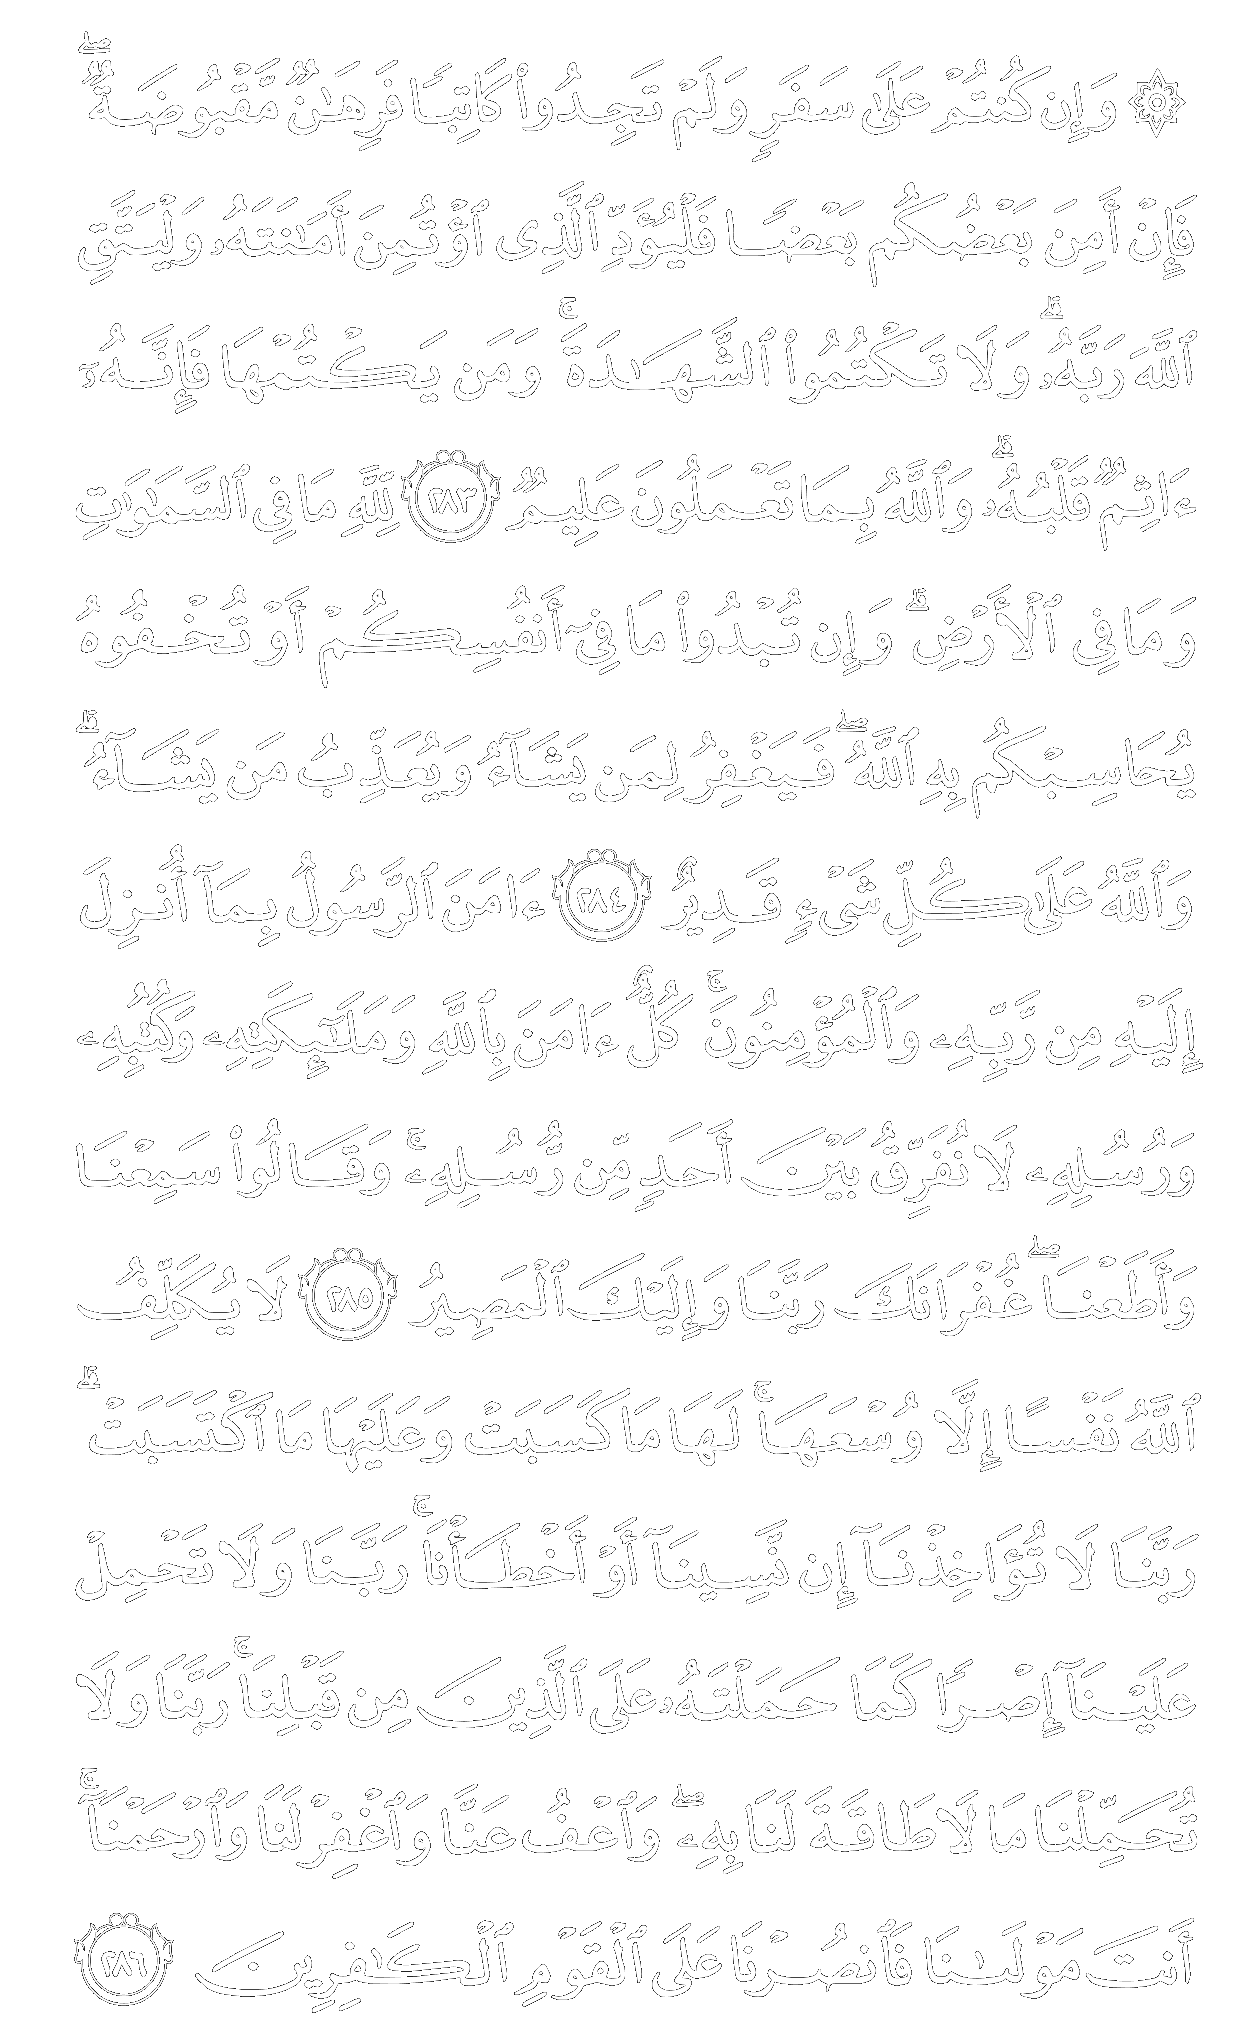 ۞ وَإِن كُنتُمْ عَلَىٰ سَفَرٍ وَلَمْ تَجِدُوا۟ كَاتِبًا فَرِهَـٰنٌ مَّقْبُوضَةٌ ۖ
فَإِنْ أَمِنَ بَعْضُكُم بَعْضًا فَلْيُؤَدِّ ٱلَّذِى ٱؤْتُمِنَ أَمَـٰنَتَهُۥ وَلْيَتَّقِ
ٱللَّهَ رَبَّهُۥ ۗ وَلَا تَكْتُمُوا۟ ٱلشَّهَـٰدَةَ ۚ وَمَن يَكْتُمْهَا فَإِنَّهُۥٓ
ءَاثِمٌ قَلْبُهُۥ ۗ وَٱللَّهُ بِمَا تَعْمَلُونَ عَلِيمٌ ٢٨٣ لِّلَّهِ مَا فِى ٱلسَّمَـٰوَٰتِ
وَمَا فِى ٱلْأَرْضِ ۗ وَإِن تُبْدُوا۟ مَا فِىٓ أَنفُسِكُمْ أَوْ تُخْفُوهُ
يُحَاسِبْكُم بِهِ ٱللَّهُ ۖ فَيَغْفِرُ لِمَن يَشَآءُ وَيُعَذِّبُ مَن يَشَآءُ ۗ
وَٱللَّهُ عَلَىٰ كُلِّ شَىْءٍ قَدِيرٌ ٢٨٤ ءَامَنَ ٱلرَّسُولُ بِمَآ أُنزِلَ
إِلَيْهِ مِن رَّبِّهِۦ وَٱلْمُؤْمِنُونَ ۚ كُلٌّ ءَامَنَ بِٱللَّهِ وَمَلَـٰٓئِكَتِهِۦ وَكُتُبِهِۦ
وَرُسُلِهِۦ لَا نُفَرِّقُ بَيْنَ أَحَدٍ مِّن رُّسُلِهِۦ ۚ وَقَالُوا۟ سَمِعْنَا
وَأَطَعْنَا ۖ غُفْرَانَكَ رَبَّنَا وَإِلَيْكَ ٱلْمَصِيرُ ٢٨٥ لَا يُكَلِّفُ
ٱللَّهُ نَفْسًا إِلَّا وُسْعَهَا ۚ لَهَا مَا كَسَبَتْ وَعَلَيْهَا مَا ٱكْتَسَبَتْ ۗ
رَبَّنَا لَا تُؤَاخِذْنَآ إِن نَّسِينَآ أَوْ أَخْطَأْنَا ۚ رَبَّنَا وَلَا تَحْمِلْ
عَلَيْنَآ إِصْرًا كَمَا حَمَلْتَهُۥ عَلَى ٱلَّذِينَ مِن قَبْلِنَا ۚ رَبَّنَا وَلَا
تُحَمِّلْنَا مَا لَا طَاقَةَ لَنَا بِهِۦ ۖ وَٱعْفُ عَنَّا وَٱغْفِرْ لَنَا وَٱرْحَمْنَآ ۚ
أَنتَ مَوْلَىٰنَا فَٱنصُرْنَا عَلَى ٱلْقَوْمِ ٱلْكَـٰفِرِينَ ٢٨٦